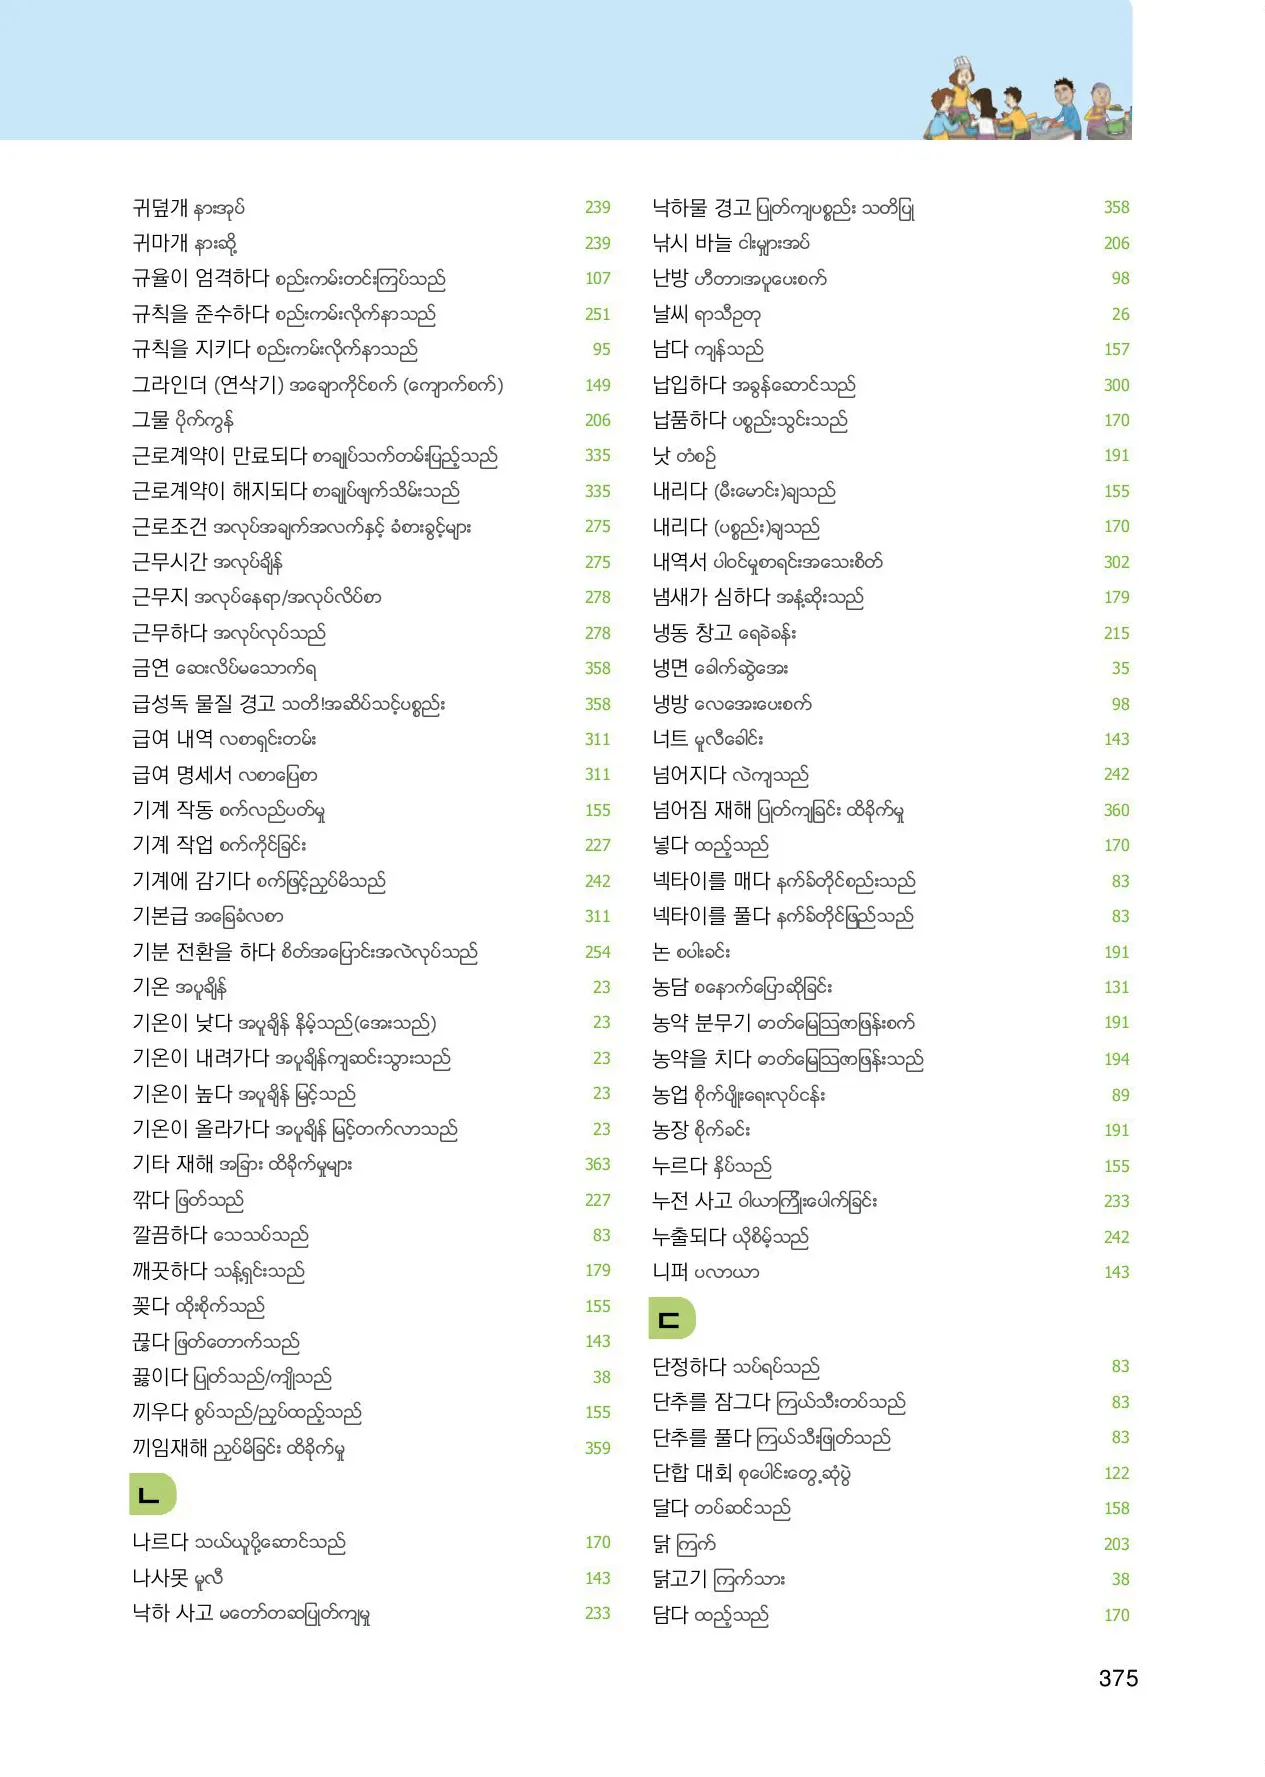 귀덮개 နားအုပ် 239
귀마개 နားဆို့ 239
규율이 엄격하다 စည်းကမ်းတင်းကြပ်သည် 107
규칙을 준수하다 စည်းကမ်းလိုက်နာသည် 251
규칙을 지키다 စည်းကမ်းလိုက်နာသည် 95
그라인더 (연삭기) အချောကိုင်စက် (ကျောက်စက်) 149
그물 ပိုက်ကွန် 206
근로계약이 만료되다 စာချုပ်သက်တမ်းပြည့်သည် 335
근로계약이 해지되다 စာချုပ်ဖျက်သိမ်းသည် 335
근로조건 အလုပ်အချက်အလက်နှင့် ခံစားခွင့်များ 275
근무시간 အလုပ်ချိန် 275
근무지 အလုပ်နေရာ/အလုပ်လိပ်စာ 278
근무하다 အလုပ်လုပ်သည် 278
금연 ဆေးလိပ်မသောက်ရ 358
급성독 물질 경고 သတိ!အဆိပ်သင့်ပစ္စည်း 358
급여 내역 လစာရှင်းတမ်း 311
급여 명세서 လစာပြေစာ 311
기계 작동 စက်လည်ပတ်မှု 155
기계 작업 စက်ကိုင်ခြင်း 227
기계에 감기다 စက်ဖြင့်ညှပ်မိသည် 242
기본급 အခြေခံလစာ 311
기분 전환을 하다 စိတ်အပြောင်းအလဲလုပ်သည် 254
기온 အပူချိန် 23
기온이 낮다 အပူချိန် နိမ့်သည်(အေးသည်) 23
기온이 내려가다 အပူချိန်ကျဆင်းသွားသည် 23
기온이 높다 အပူချိန် မြင့်သည် 23
기온이 올라가다 အပူချိန် မြင့်တက်လာသည် 23
기타 재해 အခြား ထိခိုက်မှုများ 363
깎다 ဖြတ်သည် 227
깔끔하다 သေသပ်သည် 83
깨끗하다 သန့်ရှင်းသည် 179
꽂다 ထိုးစိုက်သည် 155
끊다 ဖြတ်တောက်သည် 143
끓이다 ပြုတ်သည်/ကျိုသည် 38
끼우다 စွပ်သည်/ညှပ်ထည့်သည် 155
끼임재해 ညှပ်မိခြင်း ထိခိုက်မှု 359
ㄴ
나르다 သယ်ယူပို့ဆောင်သည် 170
나사못 မူလီ 143
낙하 사고 မတော်တဆပြုတ်ကျမှု 233
낙하물 경고 ပြုတ်ကျပစ္စည်း သတိပြု 358
낚시 바늘 ငါးမျှားအပ် 206
난방 ဟီတာ၊အပူပေးစက် 98
날씨 ရာသီဥတု 26
남다 ကျန်သည် 157
납입하다 အခွန်ဆောင်သည် 300
납품하다 ပစ္စည်းသွင်းသည် 170
낫 တံစဉ် 191
내리다 (မီးမောင်း)ချသည် 155
내리다 (ပစ္စည်း)ချသည် 170
내역서 ပါဝင်မှုစာရင်းအသေးစိတ် 302
냄새가 심하다 အနံ့ဆိုးသည် 179
냉동 창고 ရေခဲခန်း 215
냉면 ခေါက်ဆွဲအေး 35
냉방 လေအေးပေးစက် 98
너트 မူလီခေါင်း 143
넘어지다 လဲကျသည် 242
넘어짐 재해 ပြုတ်ကျခြင်း ထိခိုက်မှု 360
넣다 ထည့်သည် 170
넥타이를 매다 နက်ခ်တိုင်စည်းသည် 83
넥타이를 풀다 နက်ခ်တိုင်ဖြည်သည် 83
논 စပါးခင်း 191
농담 စနောက်ပြောဆိုခြင်း 131
농약 분무기 ဓာတ်မြေဩဇာဖြန်းစက် 191
농약을 치다 ဓာတ်မြေဩဇာဖြန်းသည် 194
농업 စိုက်ပျိုးရေးလုပ်ငန်း 89
농장 စိုက်ခင်း 191
누르다 နှိပ်သည် 155
누전 사고 ဝါယာကြိုးပေါက်ခြင်း 233
누출되다 ယိုစိမ့်သည် 242
니퍼 ပလာယာ 143
ㄷ
단정하다 သပ်ရပ်သည် 83
단추를 잠그다 ကြယ်သီးတပ်သည် 83
단추를 풀다 ကြယ်သီးဖြုတ်သည် 83
단합 대회 စုပေါင်းတွေ့ဆုံပွဲ 122
달다 တပ်ဆင်သည် 158
닭 ကြက် 203
닭고기 ကြက်သား 38
담다 ထည့်သည် 170
375